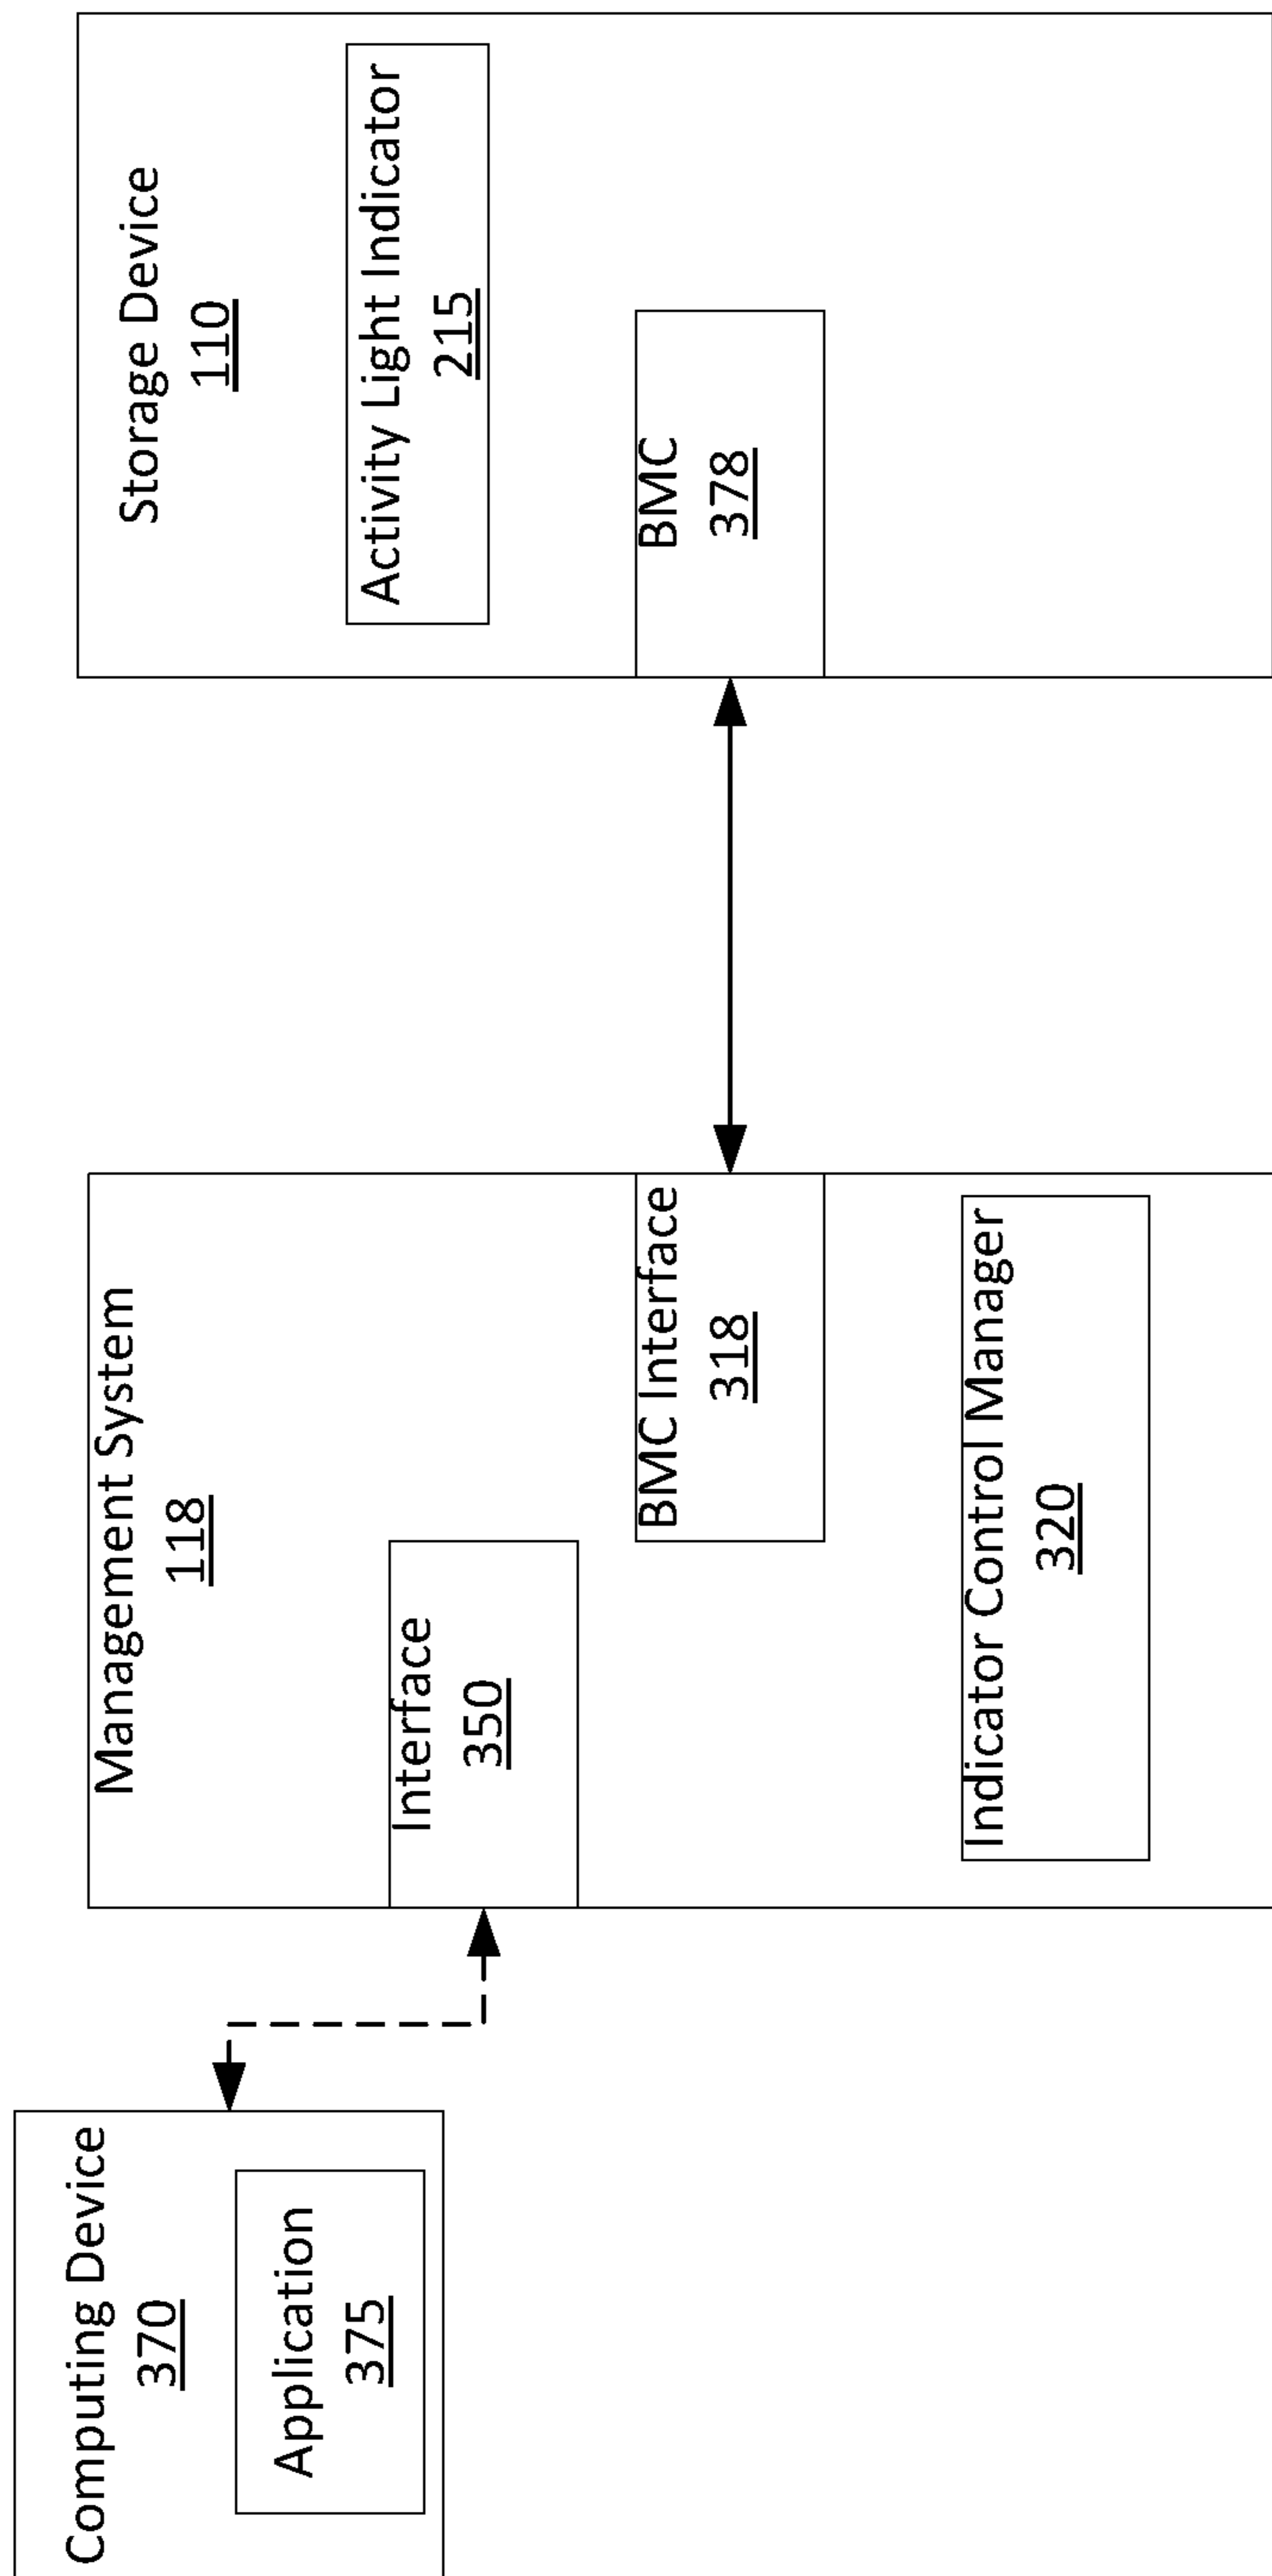 Computing Device
370
Application
375
Management System
118
Interface
350
BMC Interface
318
Indicator Control Manager
320
Storage Device
110
Activity Light Indicator
215
BMC
378